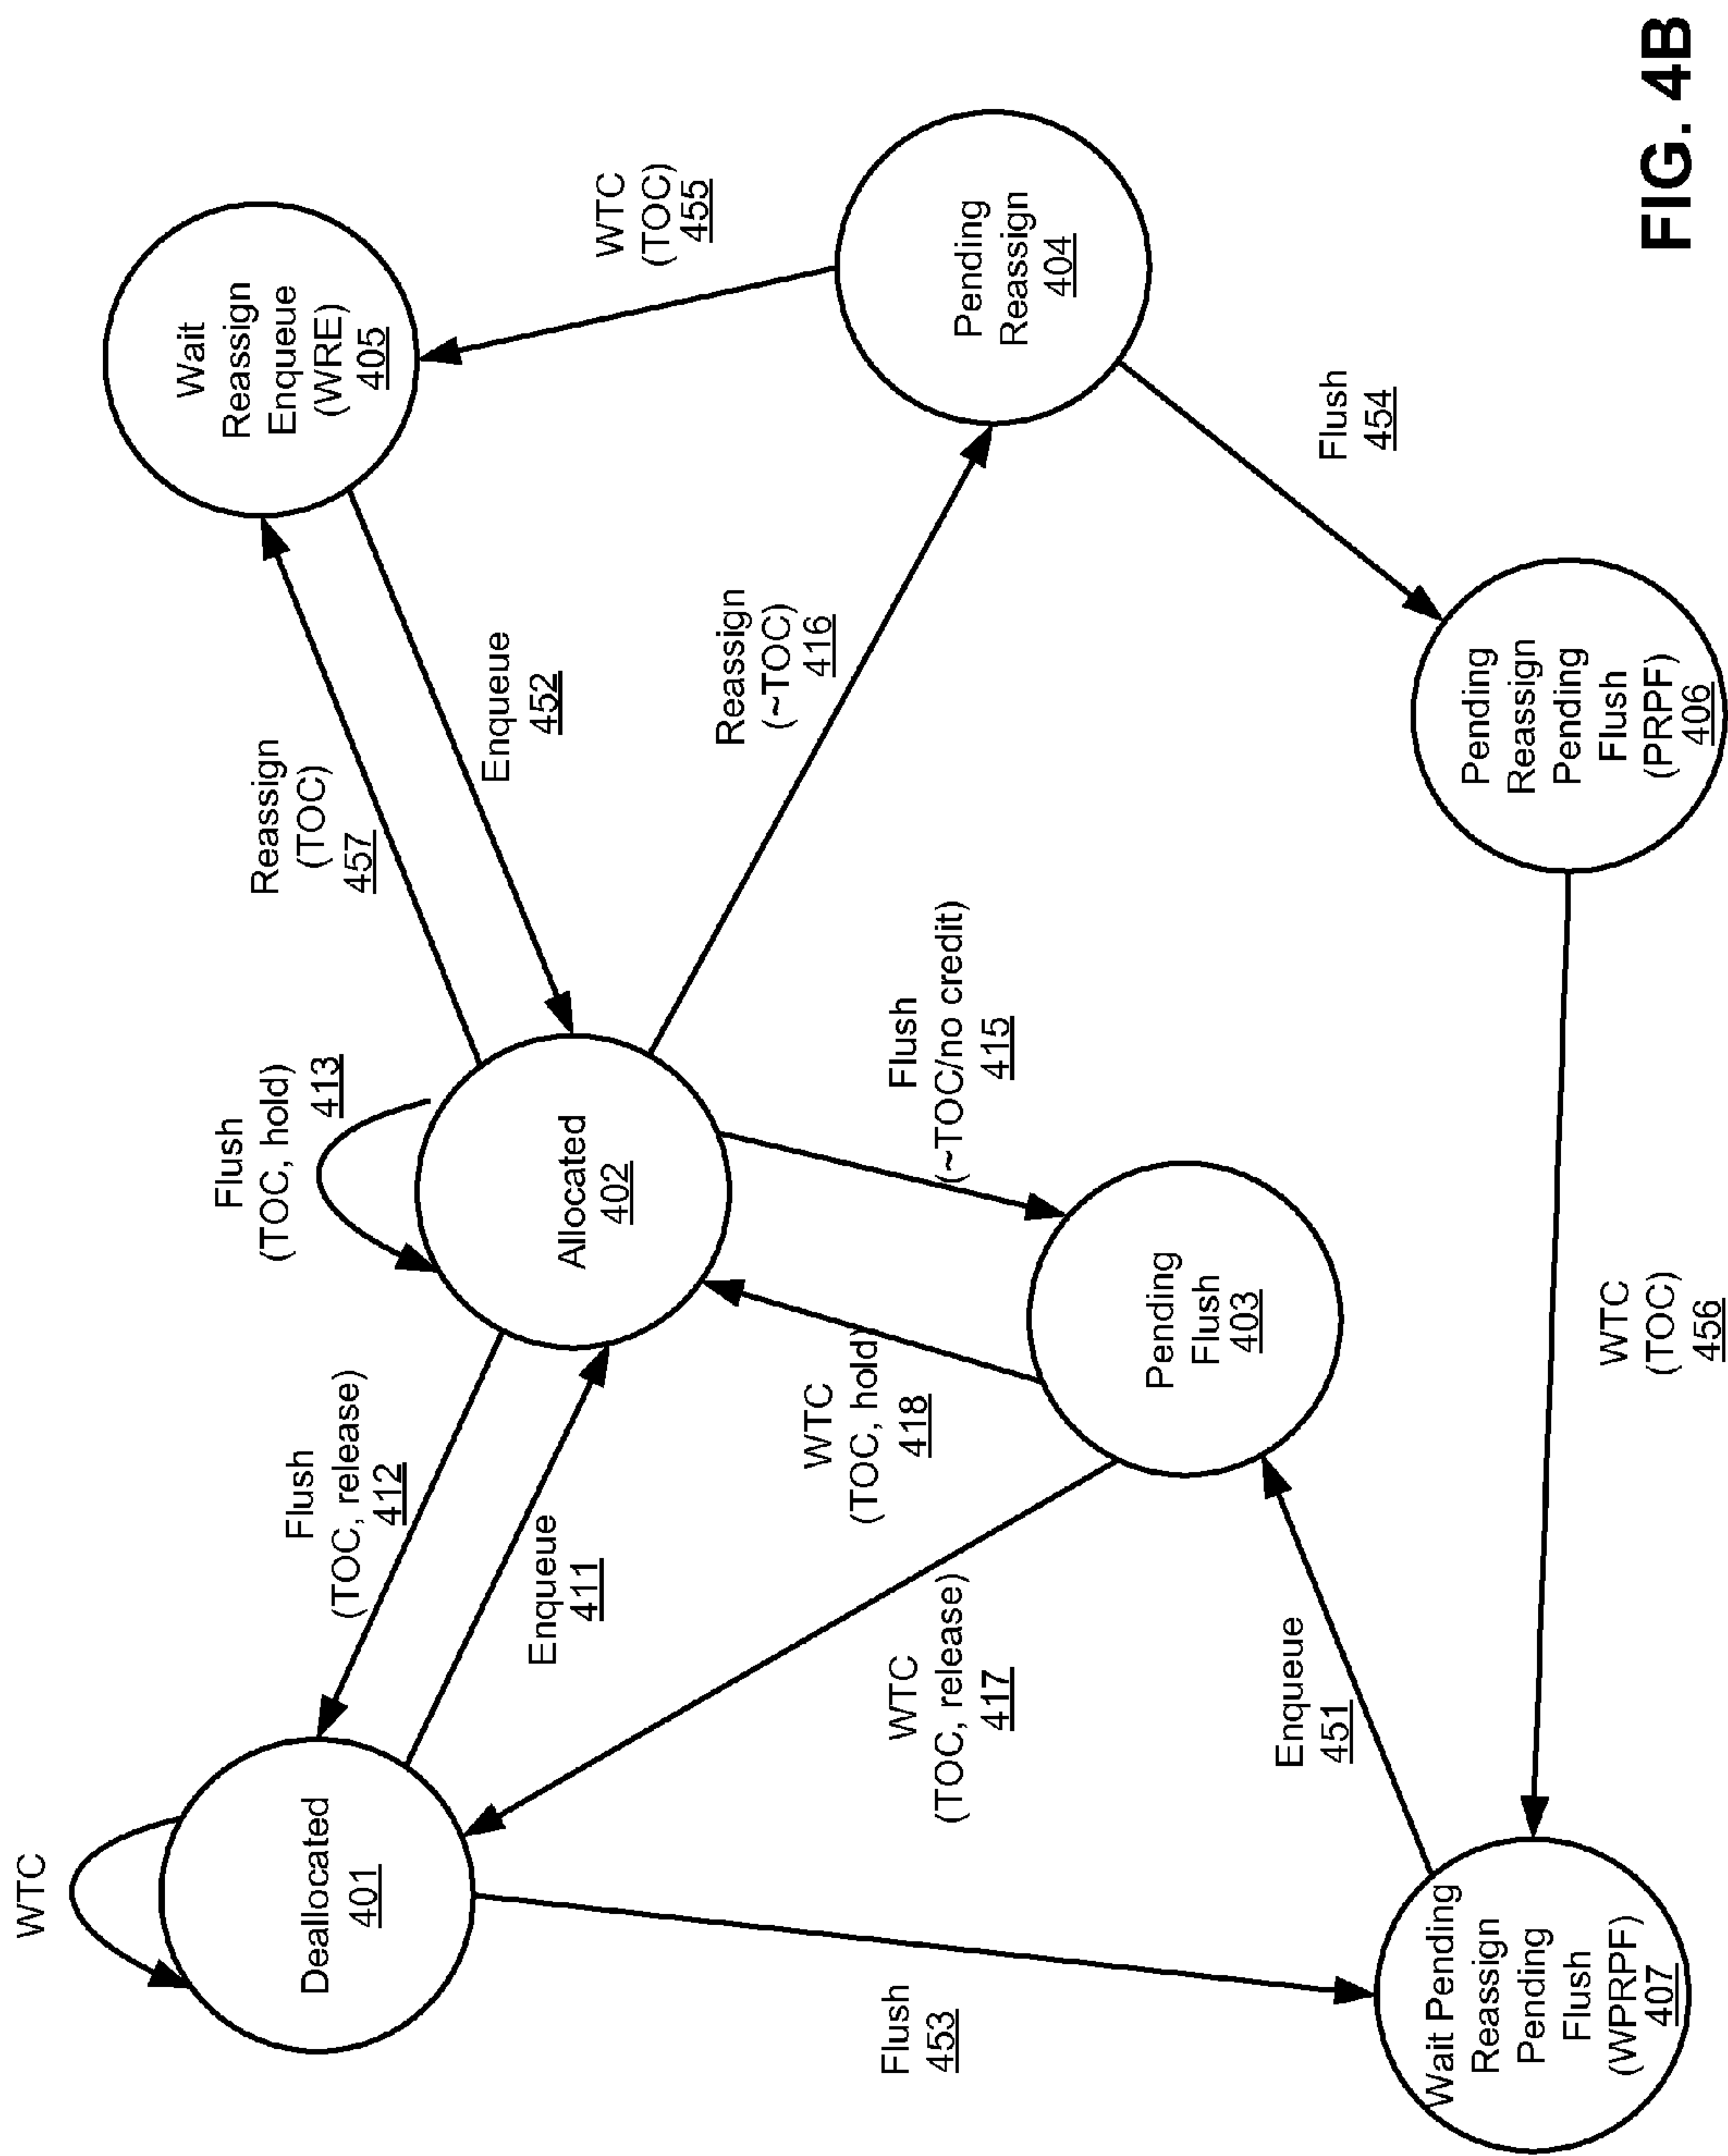 WTC
Deallocated
401
Flush
(TOC, release)
412
Enqueue
411
Flush
(TOC, hold)
413
Allocated
402
Reassign
(TOC)
457
Enqueue
452
Wait
Reassign
Enqueue
(WRE)
405
WTC
(TOC)
455
Reassign
(~TOC)
416
Pending
Reassign
404
WTC
(TOC, hold)
418
Flush
(~TOC/no credit)
415
WTC
(TOC, release)
417
Pending
Flush
403
Flush
453
Enqueue
451
Flush
454
Wait Pending
Reassign
Pending
Flush
(WPRPF)
407
WTC
(TOC)
456
Pending
Reassign
Pending
Flush
(PRPF)
406
FIG. 4B